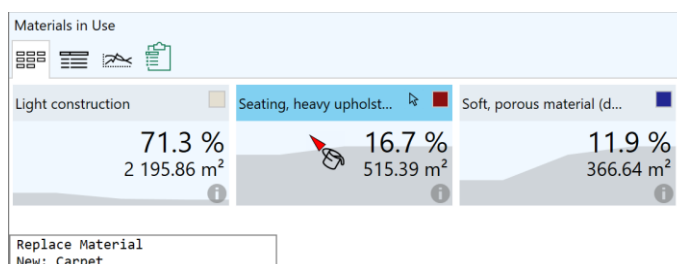 Materials in Use
Light construction
71.3 %
2 195.86 m²
Seating, heavy upholst...
16.7 %
515.39 m²
Soft, porous material (d...
11.9 %
366.64 m²
Replace Material
New: Carpet